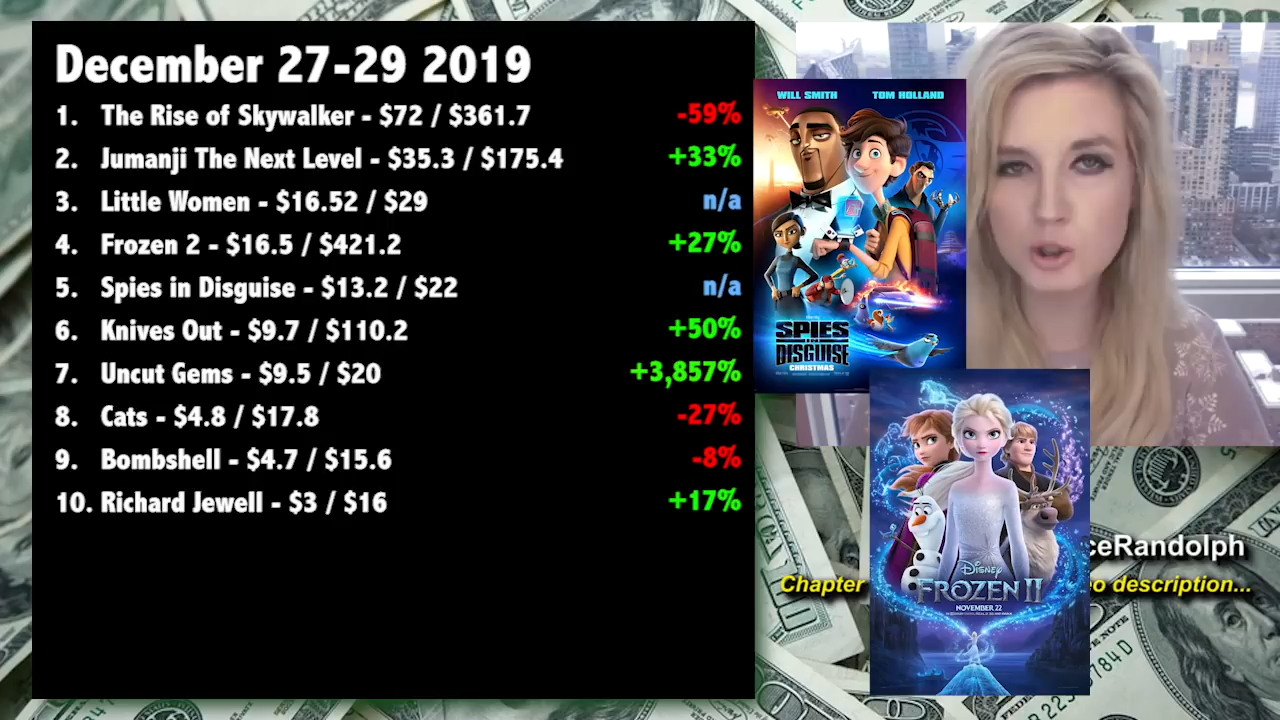 December 27-29 2019
1. The Rise of Skywalker - $72 / $361.7 -59%
2. Jumanji The Next Level - $35.3 / $175.4 +33%
3. Little Women - $16.52 / $29 n/a
4. Frozen 2 - $16.5 / $421.2 +27%
5. Spies in Disguise - $13.2 / $22 n/a
6. Knives Out - $9.7 / $110.2 +50%
7. Uncut Gems - $9.5 / $20 +3,857%
8. Cats - $4.8 / $17.8 -27%
9. Bombshell - $4.7 / $15.6 -8%
10. Richard Jewell - $3 / $16 +17%
WILL SMITH TOM HOLLAND
SPIES
IN
DISGUISE
CHRISTMAS
ceRandolph
Chapter eo description...
DISNEY
FROZEN II
NOVEMBER 22